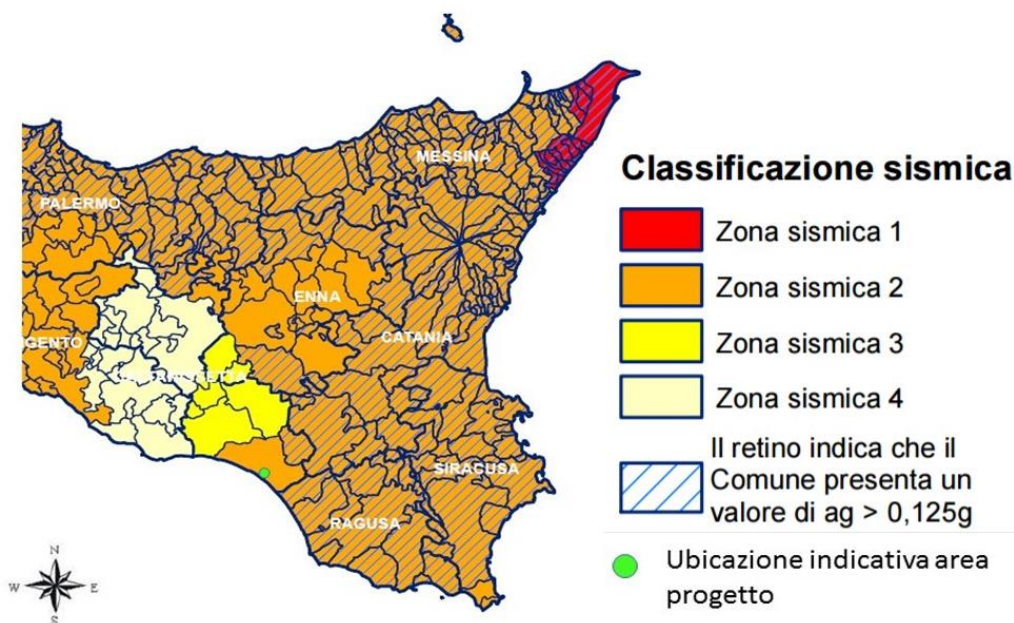 MESSINA
PALERMO
ENNA
GENTO
CATANIA
SIRACUSA
RAGUSA
N
W E
S
Classificazione sismica
Zona sismica 1
Zona sismica 2
Zona sismica 3
Zona sismica 4
Il retino indica che il
Comune presenta un
valore di ag > 0,125g
Ubicazione indicativa area
progetto